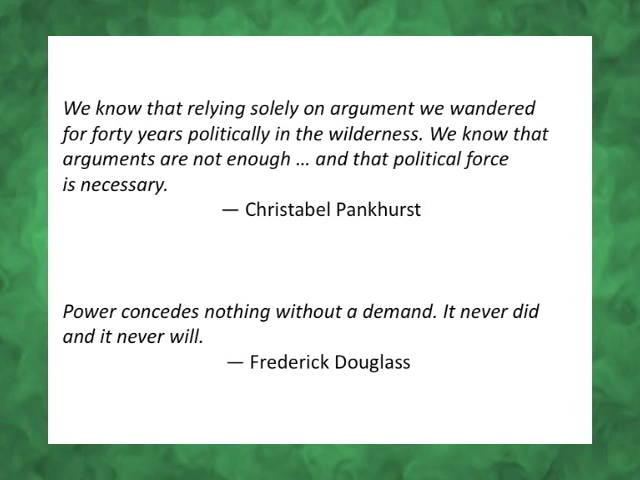 We know that relying solely on argument we wandered
for forty years politically in the wilderness. We know that
arguments are not enough ... and that political force
is necessary.
— Christabel Pankhurst
Power concedes nothing without a demand. It never did
and it never will.
— Frederick Douglass